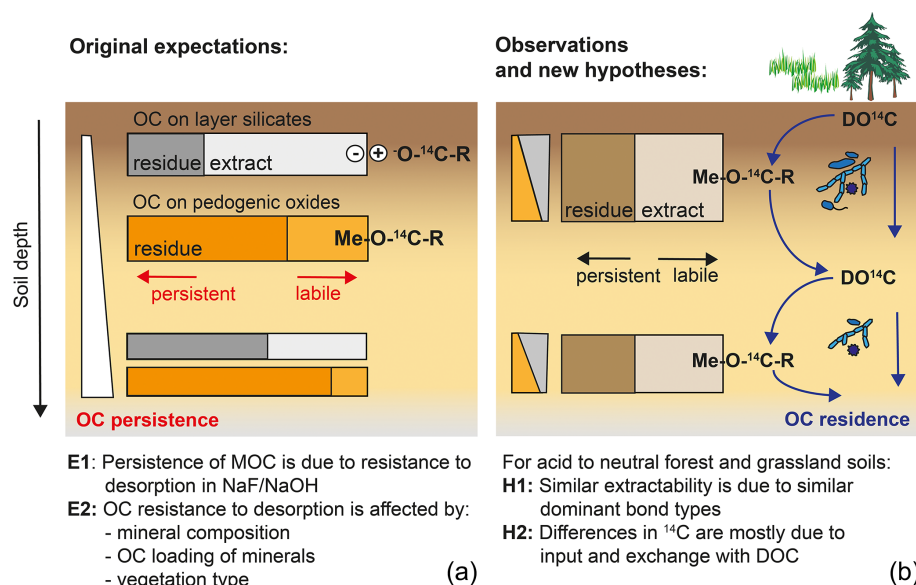 Original expectations:
OC on layer silicates
residue extract
- + -O-¹⁴C-R
OC on pedogenic oxides
residue
Me-O-¹⁴C-R
persistent
labile
Soil depth
OC persistence
E1: Persistence of MOC is due to resistance to
desorption in NaF/NaOH
E2: OC resistance to desorption is affected by:
- mineral composition
- OC loading of minerals
- vegetation type
(a)
Observations
and new hypotheses:
DO¹⁴C
Me-O-¹⁴C-R
residue extract
persistent
labile
DO¹⁴C
Me-O-¹⁴C-R
OC residence
For acid to neutral forest and grassland soils:
H1: Similar extractability is due to similar
dominant bond types
H2: Differences in ¹⁴C are mostly due to
input and exchange with DOC
(b)